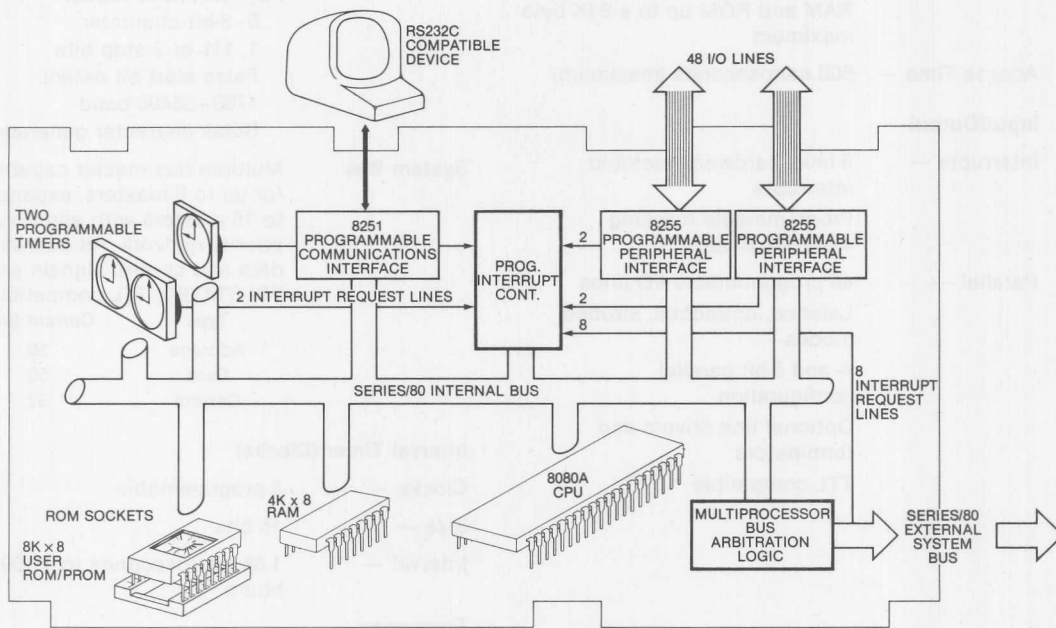 RS232C
COMPATIBLE
DEVICE
48 I/O LINES
TWO
PROGRAMMABLE
TIMERS
8251
PROGRAMMABLE
COMMUNICATIONS
INTERFACE
PROG.
INTERRUPT
CONT.
2
8255
PROGRAMMABLE
PERIPHERAL
INTERFACE
8255
PROGRAMMABLE
PERIPHERAL
INTERFACE
2 INTERRUPT REQUEST LINES
2
8
SERIES/80 INTERNAL BUS
8
INTERRUPT
REQUEST
LINES
ROM SOCKETS
8K x 8
USER
ROM/PROM
4K x 8
RAM
8080A
CPU
MULTIPROCESSOR
BUS
ARBITRATION
LOGIC
SERIES/80
EXTERNAL
SYSTEM
BUS